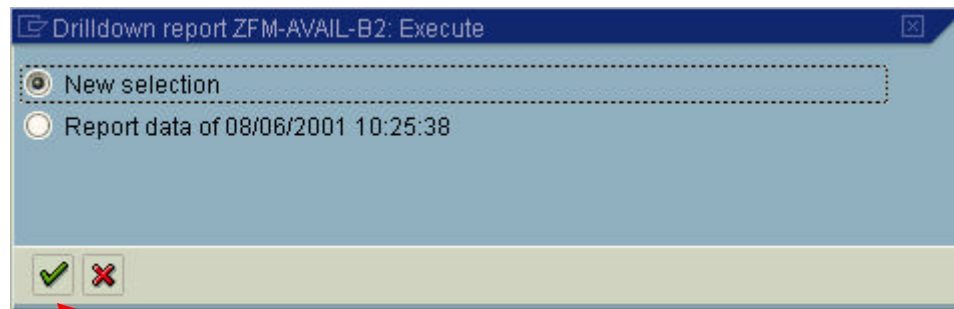 Drilldown report ZFM-AVAIL-B2: Execute
New selection
Report data of 08/06/2001 10:25:38